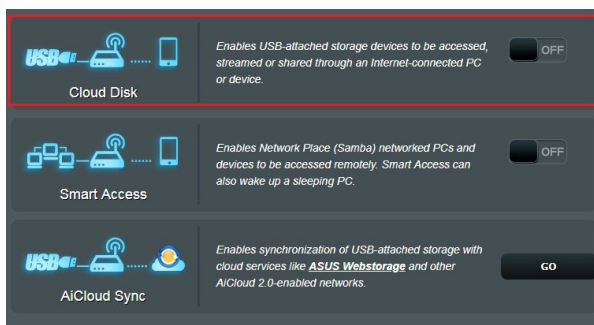 USB
Cloud Disk
Enables USB-attached storage devices to be accessed,
streamed or shared through an Internet-connected PC
or device.
OFF
Smart Access
Enables Network Place (Samba) networked PCs and
devices to be accessed remotely. Smart Access can
also wake up a sleeping PC.
OFF
USB
AiCloud Sync
Enables synchronization of USB-attached storage with
cloud services like ASUS Webstorage and other
AiCloud 2.0-enabled networks.
GO